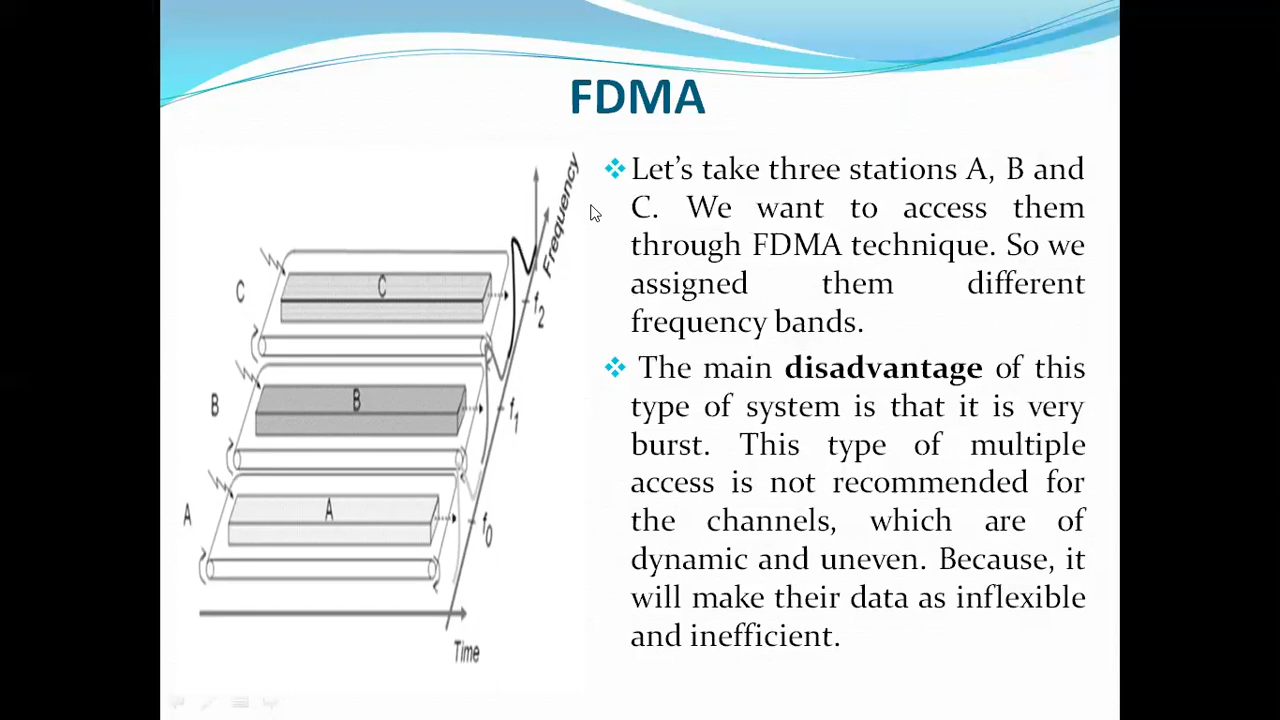 FDMA
Let's take three stations A, B and
C. We want to access them
through FDMA technique. So we
assigned them different
frequency bands.
The main disadvantage of this
type of system is that it is very
burst. This type of multiple
access is not recommended for
the channels, which are of
dynamic and uneven. Because, it
will make their data as inflexible
and inefficient.
Frequency
C
C
f2
B
B
f1
A
A
f0
Time